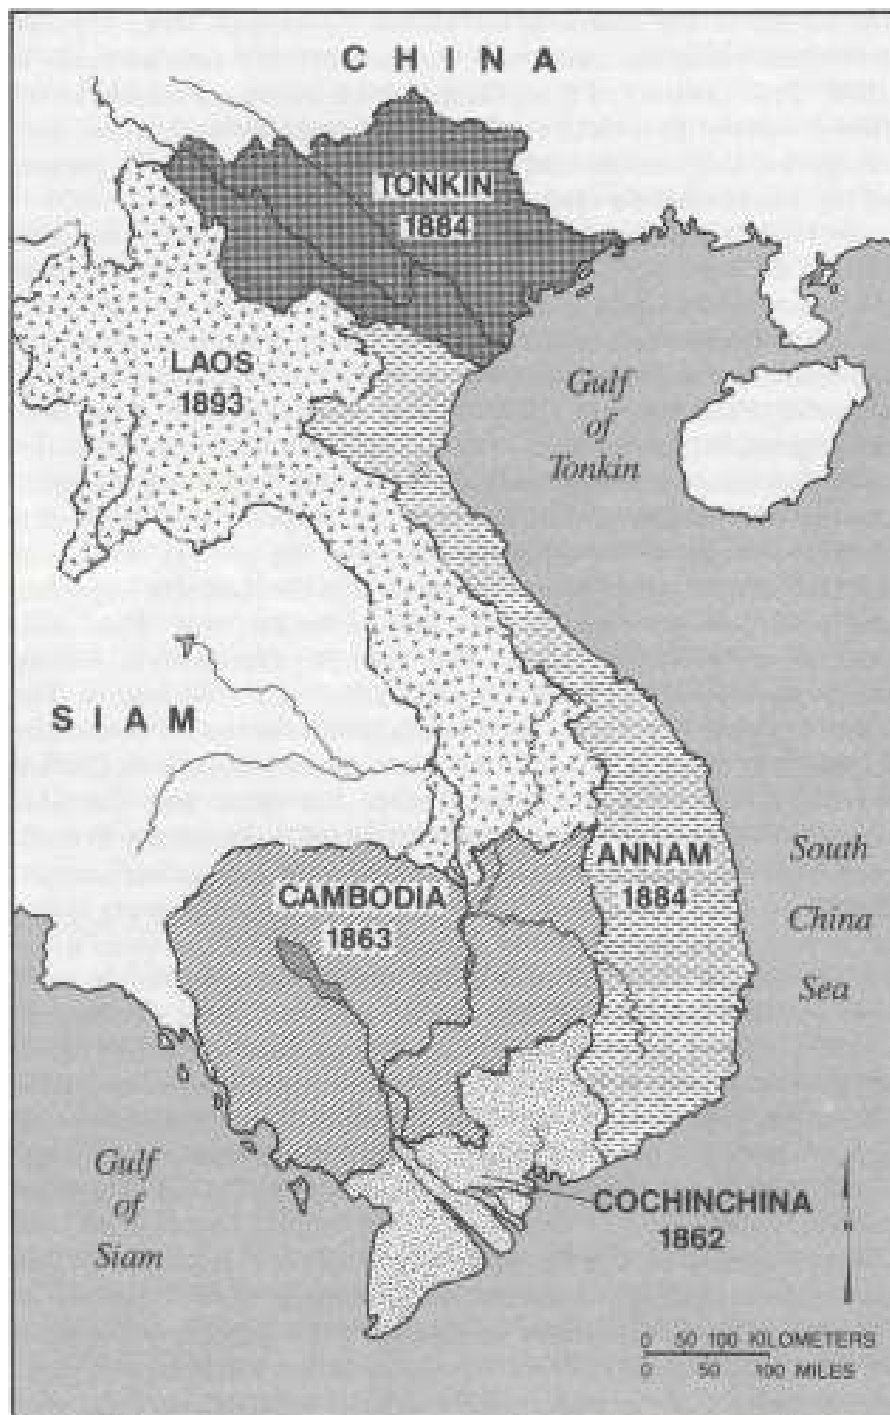 CHINA
TONKIN
1884
LAOS
1893
Gulf
of
Tonkin
SIAM
ANNAM
1884
South
China
Sea
CAMBODIA
1863
Gulf
of
Siam
COCHINCHINA
1862
0 50 100 KILOMETERS
0 50 100 MILES